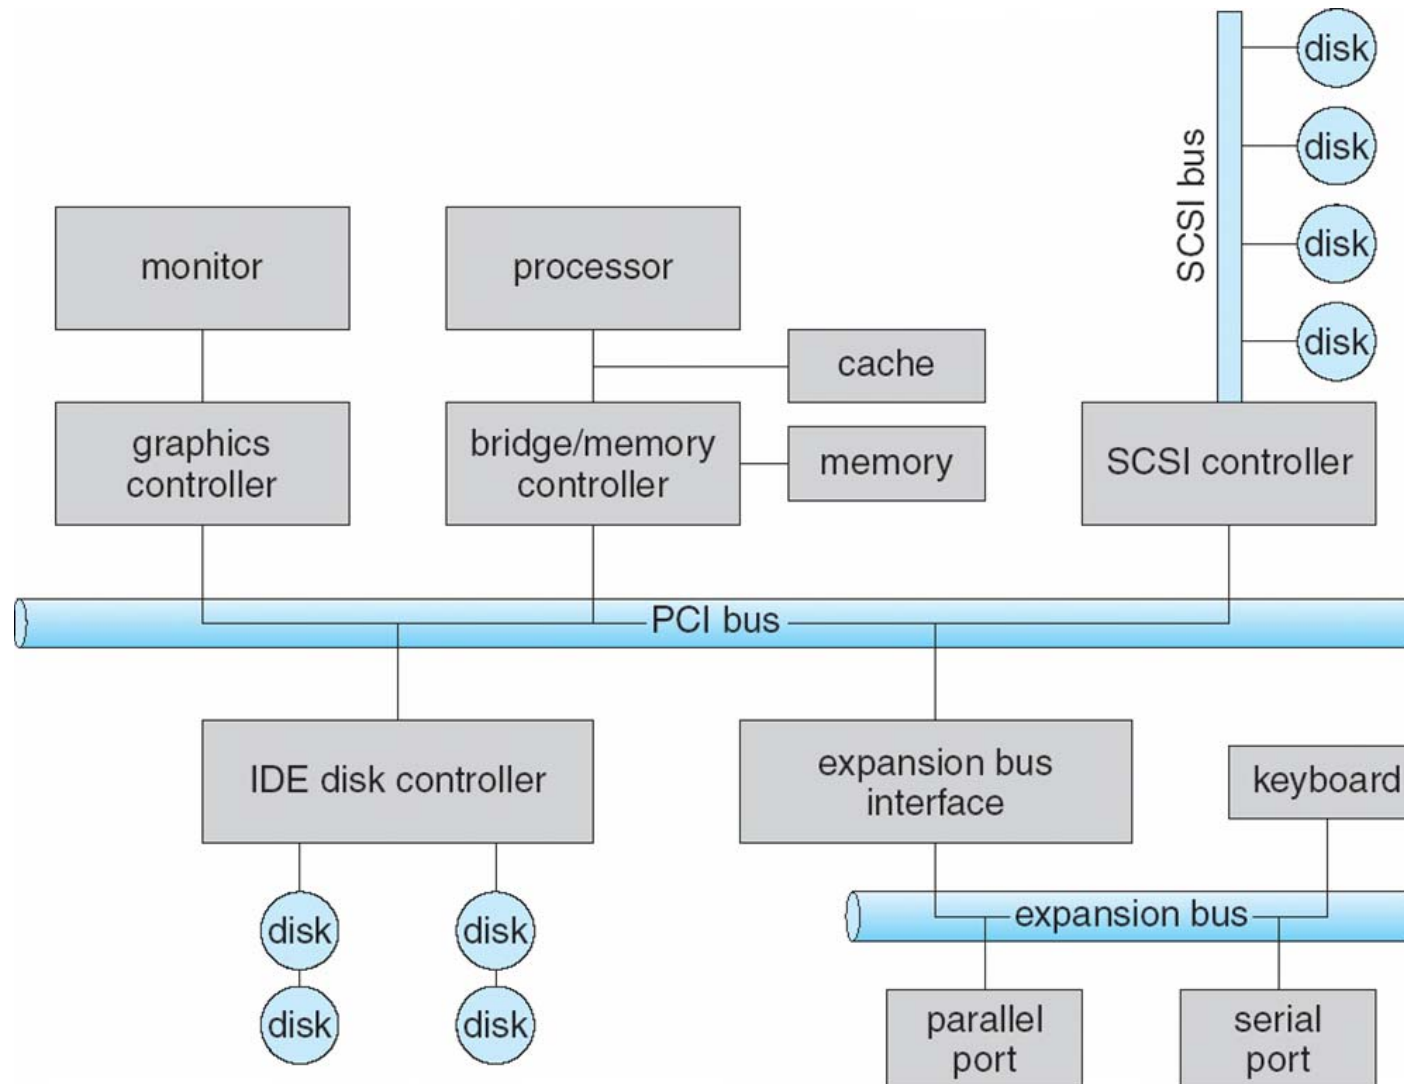 disk
disk
SCSI bus
disk
disk
monitor
processor
cache
graphics
controller
bridge/memory
controller
memory
SCSI controller
PCI bus
IDE disk controller
expansion bus
interface
keyboard
disk
disk
expansion bus
disk
disk
parallel
port
serial
port